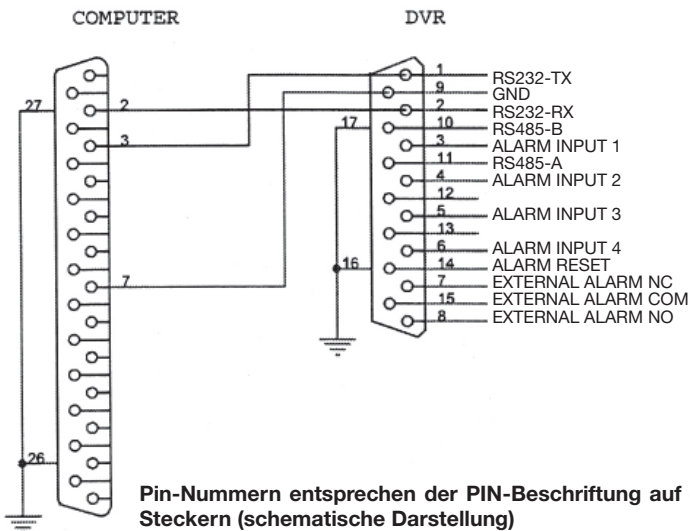 COMPUTER DVR
1 RS232-TX
9 GND
27 2 2 RS232-RX
17 10 RS485-B
3 3 ALARM INPUT 1
11 RS485-A
4 ALARM INPUT 2
12
5 ALARM INPUT 3
13
6 ALARM INPUT 4
16 14 ALARM RESET
7 7 EXTERNAL ALARM NC
15 EXTERNAL ALARM COM
8 EXTERNAL ALARM NO
26
Pin-Nummern entsprechen der PIN-Beschriftung auf
Steckern (schematische Darstellung)